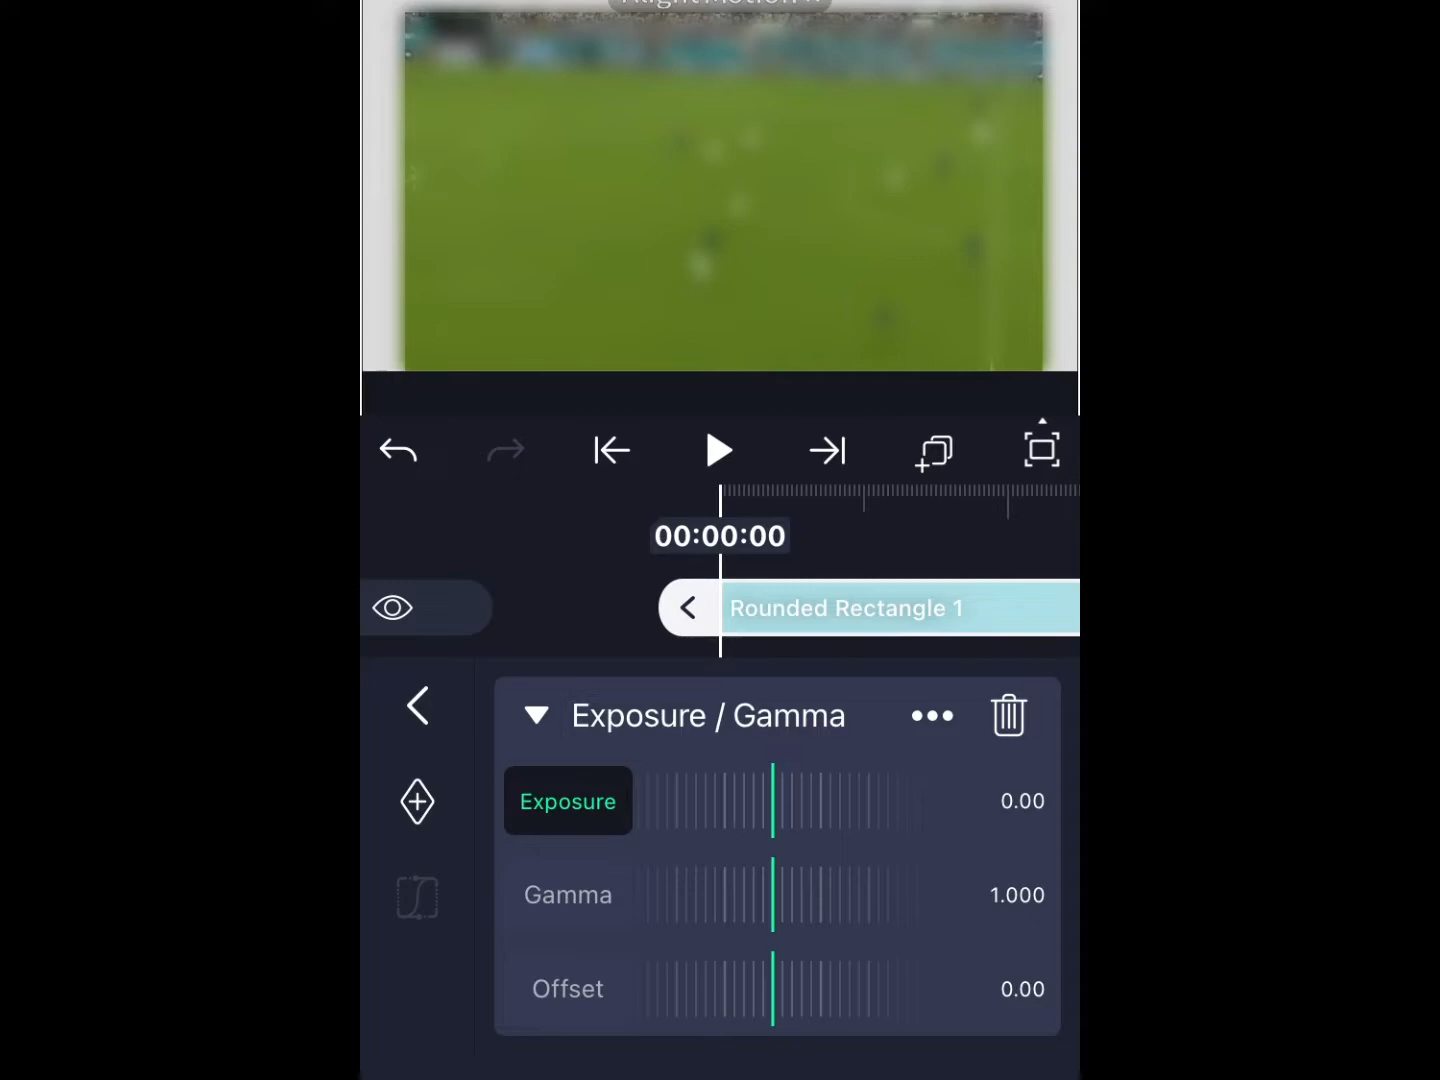 00:00:00
Rounded Rectangle 1
Exposure / Gamma
Exposure
0.00
Gamma
1.000
Offset
0.00